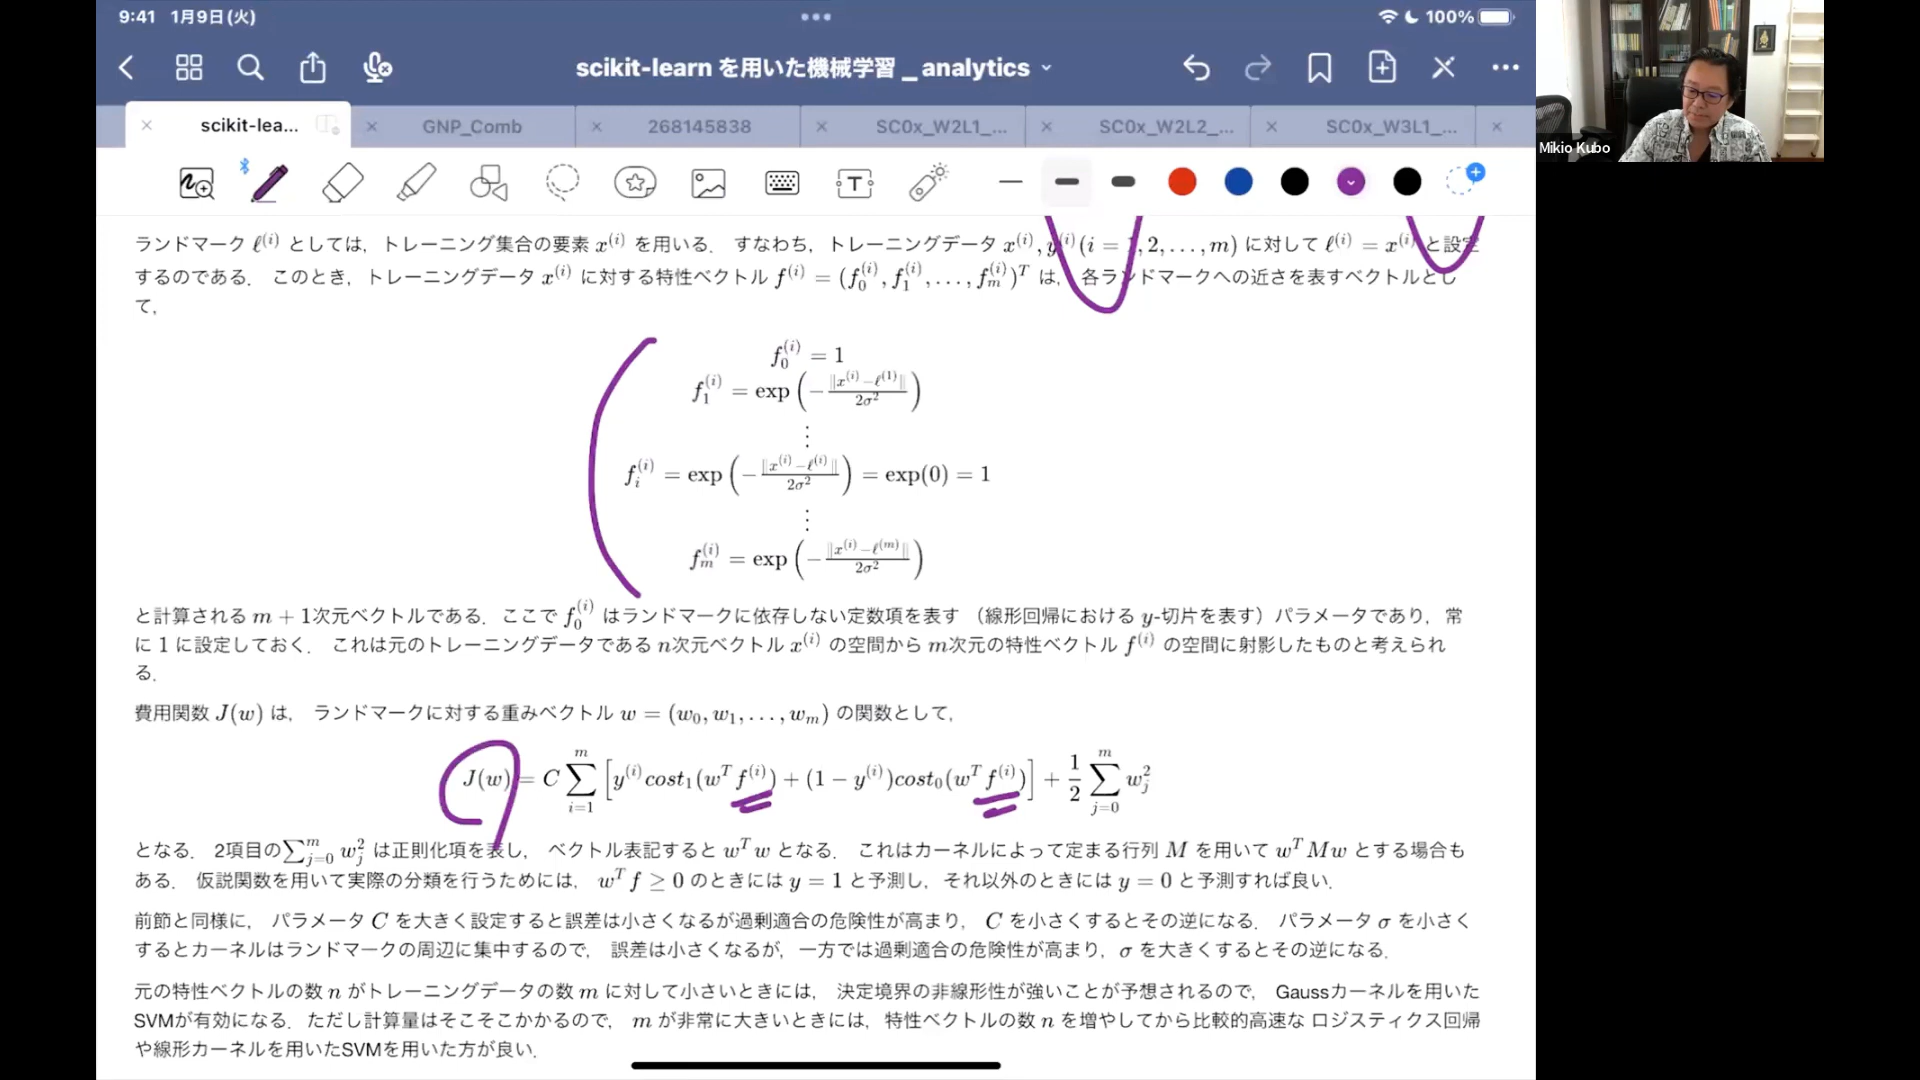 9:41 1月9日(火)
100%
scikit-learn を用いた機械学習 _ analytics
scikit-lea...
GNP_Comb
268145838
SC0x_W2L1_...
SC0x_W2L2_...
SC0x_W3L1_...
Mikio Kubo
ランドマーク ℓ^(i) としては，トレーニング集合の要素 x^(i) を用いる． すなわち，トレーニングデータ x^(i), y^(i) (i = 1, 2, . . . , m) に対して ℓ^(i) = x^(i) と設定
するのである． このとき，トレーニングデータ x^(i) に対する特性ベクトル f^(i) = (f_0^(i), f_1^(i), . . . , f_m^(i))^T は， 各ランドマークへの近さを表すベクトルとし
て，
f_0^(i) = 1
f_1^(i) = exp(−‖x^(i)−ℓ^(1)‖/2σ^2)
⋮
f_i^(i) = exp(−‖x^(i)−ℓ^(i)‖/2σ^2) = exp(0) = 1
⋮
f_m^(i) = exp(−‖x^(i)−ℓ^(m)‖/2σ^2)
と計算される m + 1次元ベクトルである．ここで f_0^(i) はランドマークに依存しない定数項を表す （線形回帰における y-切片を表す）パラメータであり，常
に 1 に設定しておく． これは元のトレーニングデータである n次元ベクトル x^(i) の空間から m次元の特性ベクトル f^(i) の空間に射影したものと考えられ
る．
費用関数 J(w) は， ランドマークに対する重みベクトル w = (w_0, w_1, . . . , w_m) の関数として，
J(w) = C ∑_{i=1}^{m} [y^(i) cost_1(w^T f^(i)) + (1 − y^(i)) cost_0(w^T f^(i))] + 1/2 ∑_{j=0}^{m} w_j^2
となる． 2項目の ∑_{j=0}^{m} w_j^2 は正則化項を表し， ベクトル表記すると w^T w となる． これはカーネルによって定まる行列 M を用いて w^T Mw とする場合も
ある． 仮説関数を用いて実際の分類を行うためには， w^T f ≥ 0 のときには y = 1 と予測し，それ以外のときには y = 0 と予測すれば良い．
前節と同様に， パラメータ C を大きく設定すると誤差は小さくなるが過剰適合の危険性が高まり， C を小さくするとその逆になる． パラメータ σ を小さく
するとカーネルはランドマークの周辺に集中するので， 誤差は小さくなるが，一方では過剰適合の危険性が高まり，σ を大きくするとその逆になる．
元の特性ベクトルの数 n がトレーニングデータの数 m に対して小さいときには， 決定境界の非線形性が強いことが予想されるので， Gaussカーネルを用いた
SVMが有効になる．ただし計算量はそこそこかかるので， m が非常に大きいときには，特性ベクトルの数 n を増やしてから比較的高速な ロジスティクス回帰
や線形カーネルを用いたSVMを用いた方が良い．